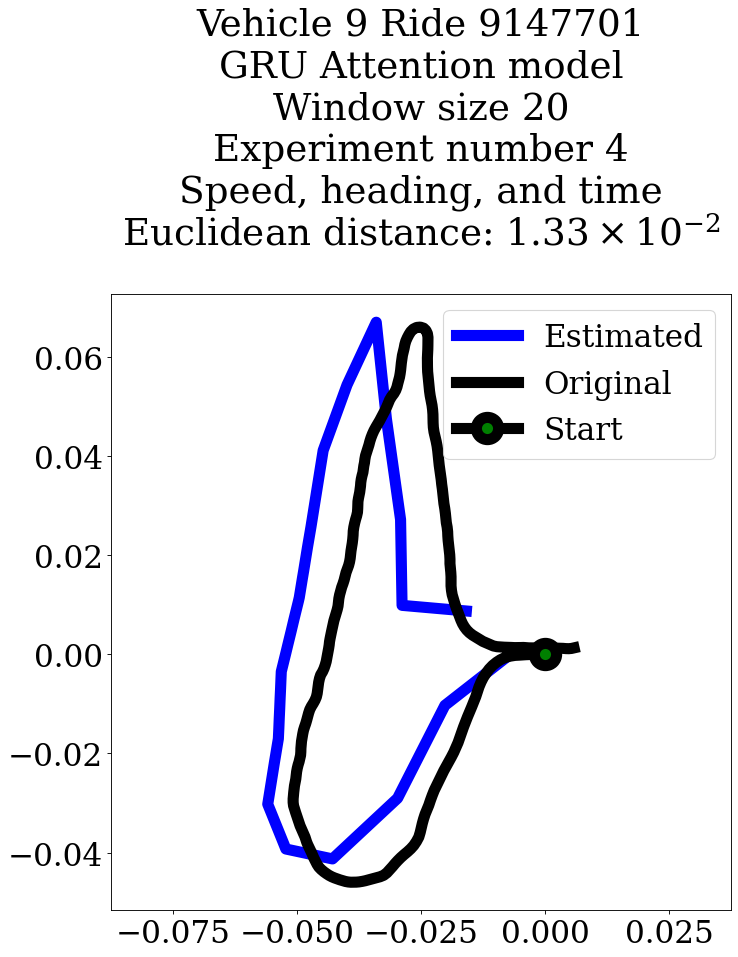 Vehicle 9 Ride 9147701
GRU Attention model
Window size 20
Experiment number 4
Speed, heading, and time
Euclidean distance: 1.33 × 10⁻²
Estimated
Original
Start
0.06
0.04
0.02
0.00
−0.02
−0.04
−0.075 −0.050 −0.025 0.000 0.025